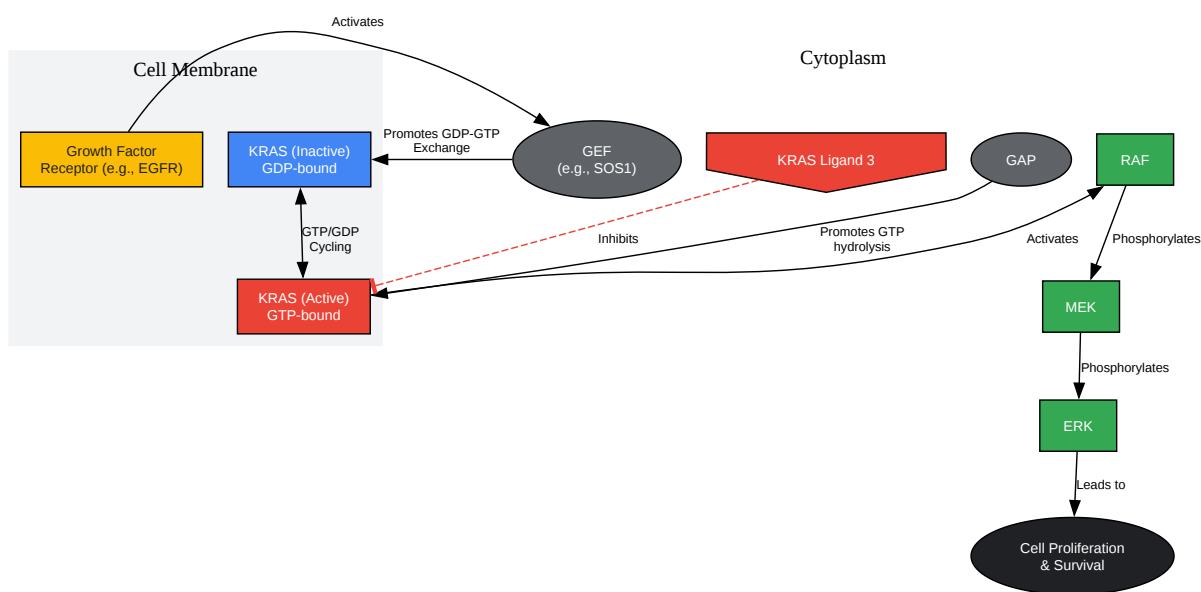 Activates
Cell Membrane
Cytoplasm
Growth Factor
Receptor (e.g., EGFR)
KRAS (Inactive)
GDP-bound
Promotes GDP-GTP
Exchange
GEF
(e.g., SOS1)
KRAS Ligand 3
GAP
RAF
GTP/GDP
Cycling
Inhibits
Promotes GTP
hydrolysis
Activates
Phosphorylates
KRAS (Active)
GTP-bound
MEK
Phosphorylates
ERK
Leads to
Cell Proliferation
& Survival